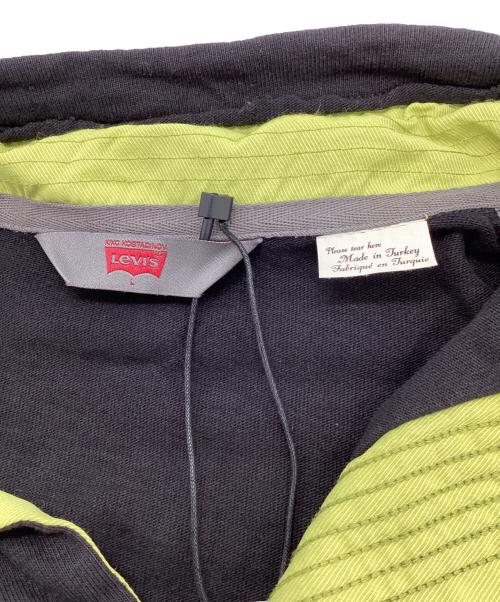 KIKO KOSTADINOV
LEVI'S
L
Please tear here
Made in Turkey
Fabriqué en Turquie